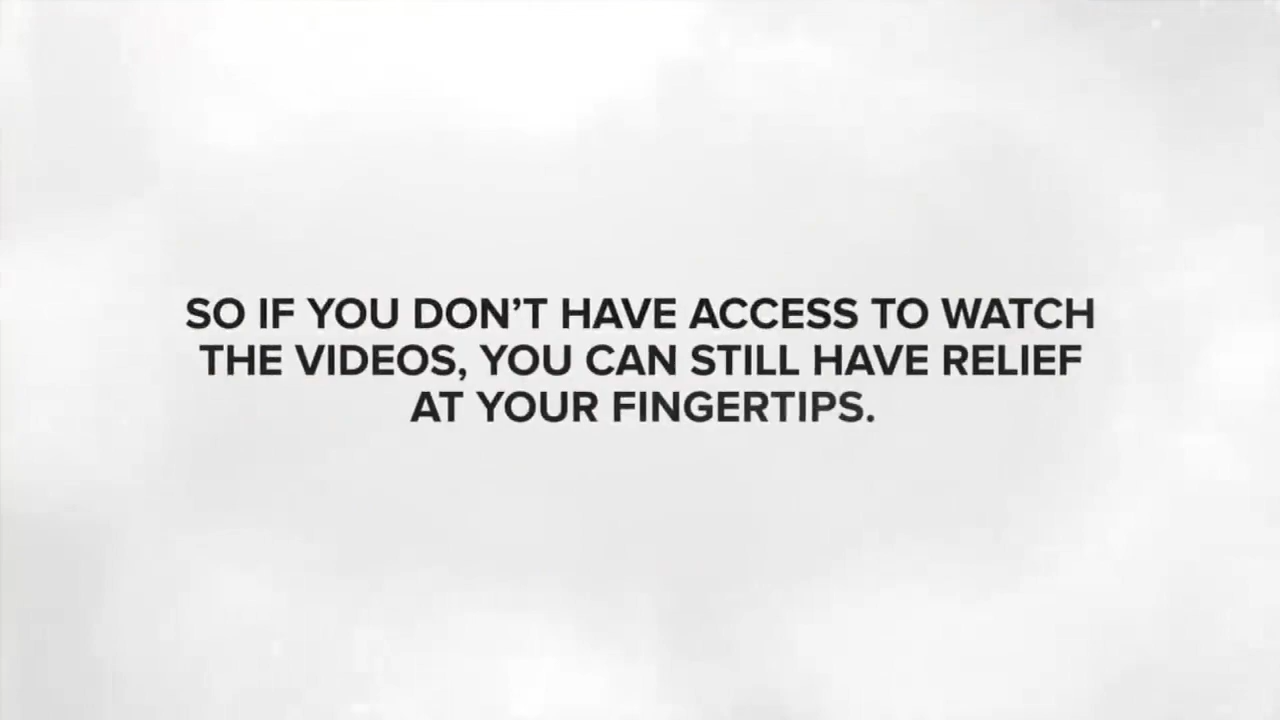 SO IF YOU DON’T HAVE ACCESS TO WATCH
THE VIDEOS, YOU CAN STILL HAVE RELIEF
AT YOUR FINGERTIPS.